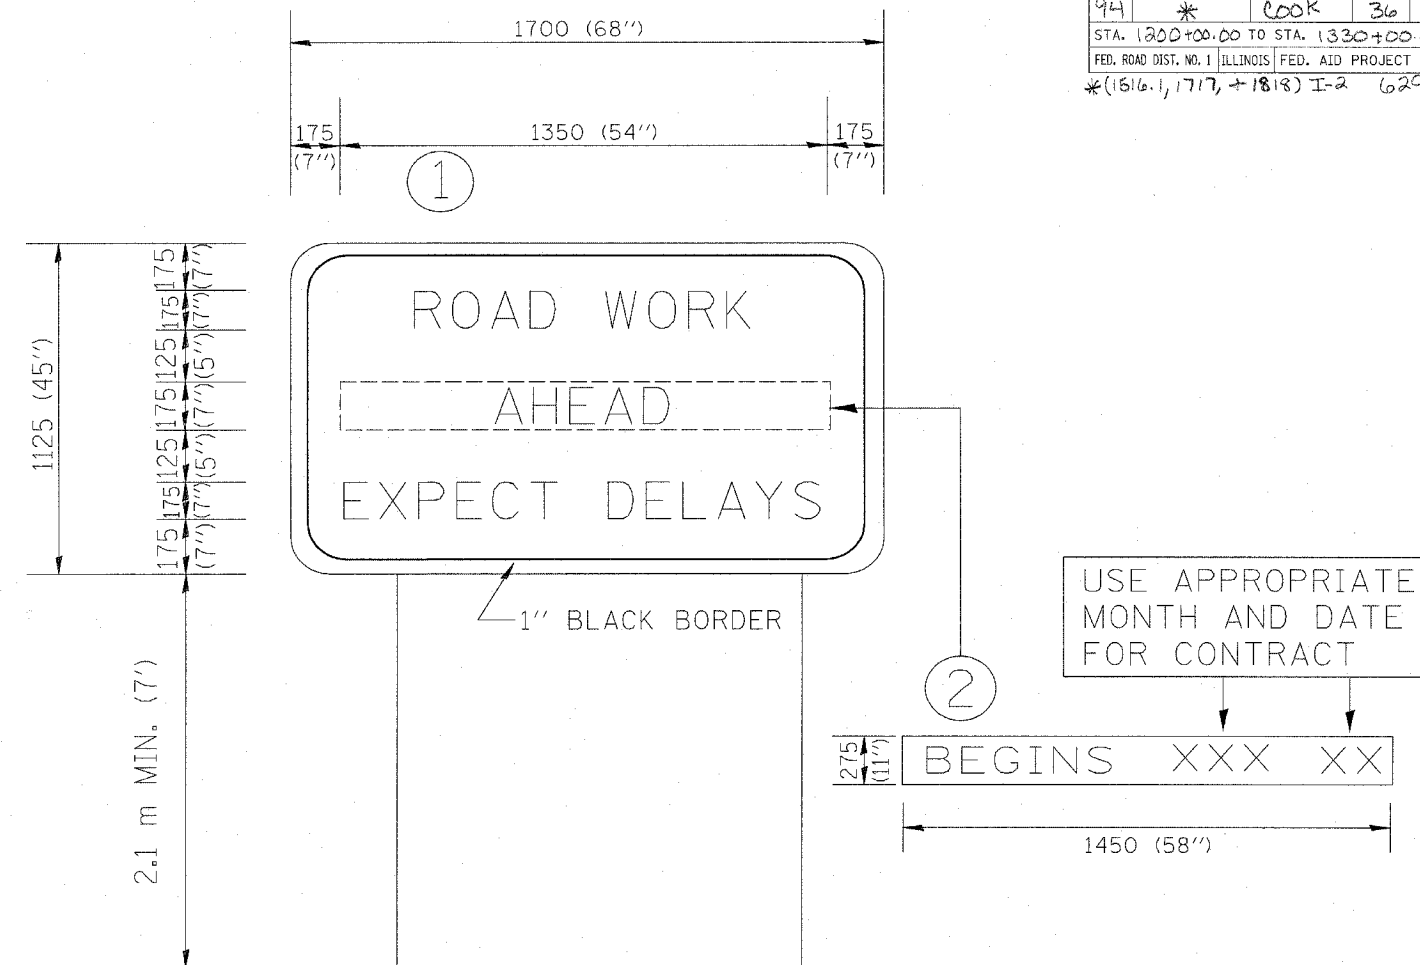 94 * COOK 36
STA. 1200+00.00 TO STA. 1330+00.
FED. ROAD DIST. NO. 1 ILLINOIS FED. AID PROJECT
*(1516.1, 1717, + 1818) I-2 620
1700 (68'')
175 (7'')
1350 (54'')
175 (7'')
1
1125 (45'')
175 (7'')
175 (7'')
125 (5'')
175 (7'')
125 (5'')
175 (7'')
175 (7'')
ROAD WORK
AHEAD
EXPECT DELAYS
1'' BLACK BORDER
2.1 m MIN. (7')
USE APPROPRIATE
MONTH AND DATE
FOR CONTRACT
2
275 (11'')
BEGINS XXX XX
1450 (58'')